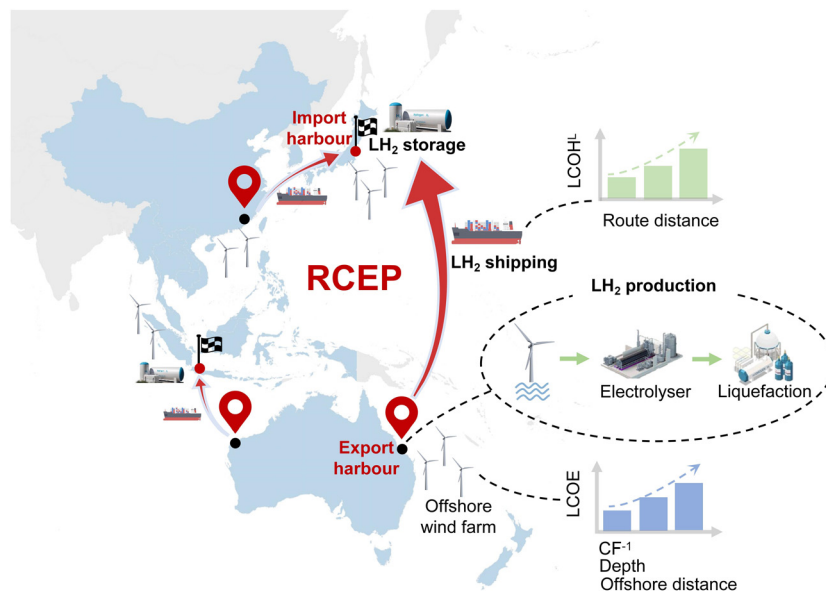 Import
harbour
LH₂ storage
LCOHᴸ
Route distance
RCEP
LH₂ shipping
LH₂ production
Electrolyser
Liquefaction
Export
harbour
Offshore
wind farm
LCOE
CF⁻¹
Depth
Offshore distance